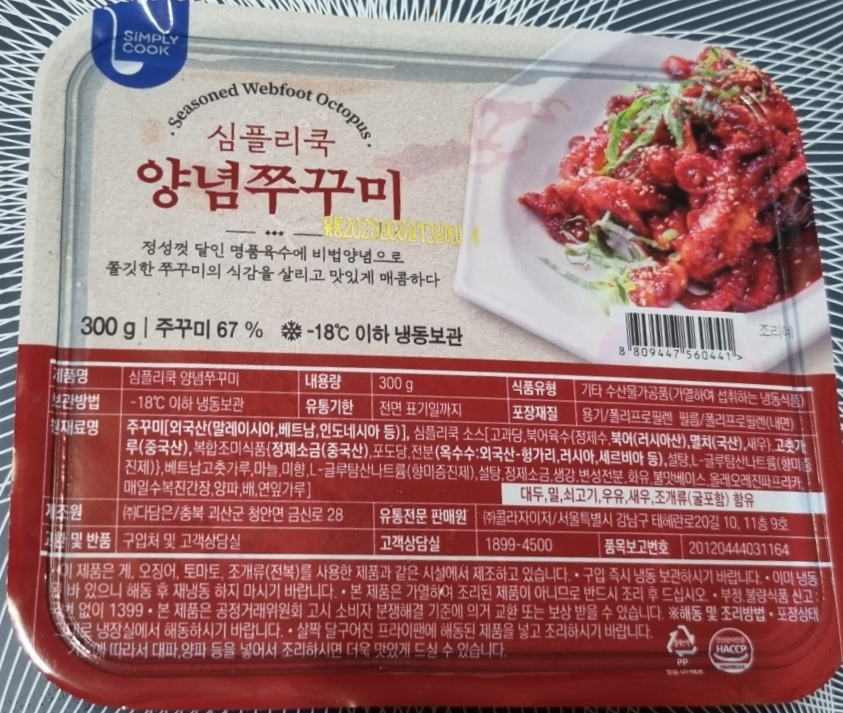 SiMPLY
COOK
· Seasoned Webfoot Octopus ·
심플리쿡
양념쭈꾸미
정성껏 달인 명품육수에 비법양념으로
쫄깃한 쭈꾸미의 식감을 살리고 맛있게 매콤하다
300 g | 주꾸미 67 % -18℃ 이하 냉동보관
조리예
8 809447 560441 >
제품명 심플리쿡 양념쭈꾸미 내용량 300 g 식품유형 기타 수산물가공품(가열하여 섭취하는 냉동식품)
보관방법 -18℃ 이하 냉동보관 유통기한 전면 표기일까지 포장재질 용기/폴리프로필렌 필름/폴리프로필렌(내면)
원재료명 주꾸미[외국산(말레이시아,베트남,인도네시아 등)], 심플리쿡 소스[고과당,북어육수{정제수,북어(러시아산),멸치(국산),새우},고춧가
루(중국산), 복합조미식품{정제소금(중국산), 포도당,전분(옥수수:외국산-헝가리,러시아,세르비아 등),설탕,L-글루탐산나트륨(향미증
진제)},베트남고춧가루,마늘,미향,L-글루탐산나트륨(향미증진제),설탕,정제소금,생강,변성전분,화유,불맛베이스,올레오레진파프리카,
매일수복진간장,양파,배,연잎가루]
대두,밀,쇠고기,우유,새우,조개류(굴포함) 함유
제조원 ㈜다담은/충북 괴산군 청안면 금신로 28 유통전문 판매원 ㈜콜라자이저/서울특별시 강남구 테헤란로20길 10, 11층 9호
교환 및 반품 구입처 및 고객상담실 고객상담실 1899-4500 품목보고번호 20120444031164
이 제품은 게, 오징어, 토마토, 조개류(전복)를 사용한 제품과 같은 시설에서 제조하고 있습니다. • 구입 즉시 냉동 보관하시기 바랍니다. • 이미 냉동
된 바 있으니 해동 후 재냉동 하지 마시기 바랍니다. • 본 제품은 가열하여 조리된 제품이 아니므로 반드시 조리 후 드십시오. • 부정 불량식품 신고 :
번 없이 1399 • 본 제품은 공정거래위원회 고시 소비자 분쟁해결 기준에 의거 교환 또는 보상 받을 수 있습니다. ※해동 및 조리방법 • 포장상태
로 냉장실에서 해동하시기 바랍니다. • 살짝 달구어진 프라이팬에 해동된 제품을 넣고 조리하시기 바랍니다.
에 따라서 대파,양파 등을 넣어서 조리하시면 더욱 맛있게 드실 수 있습니다.
PP
HACCP